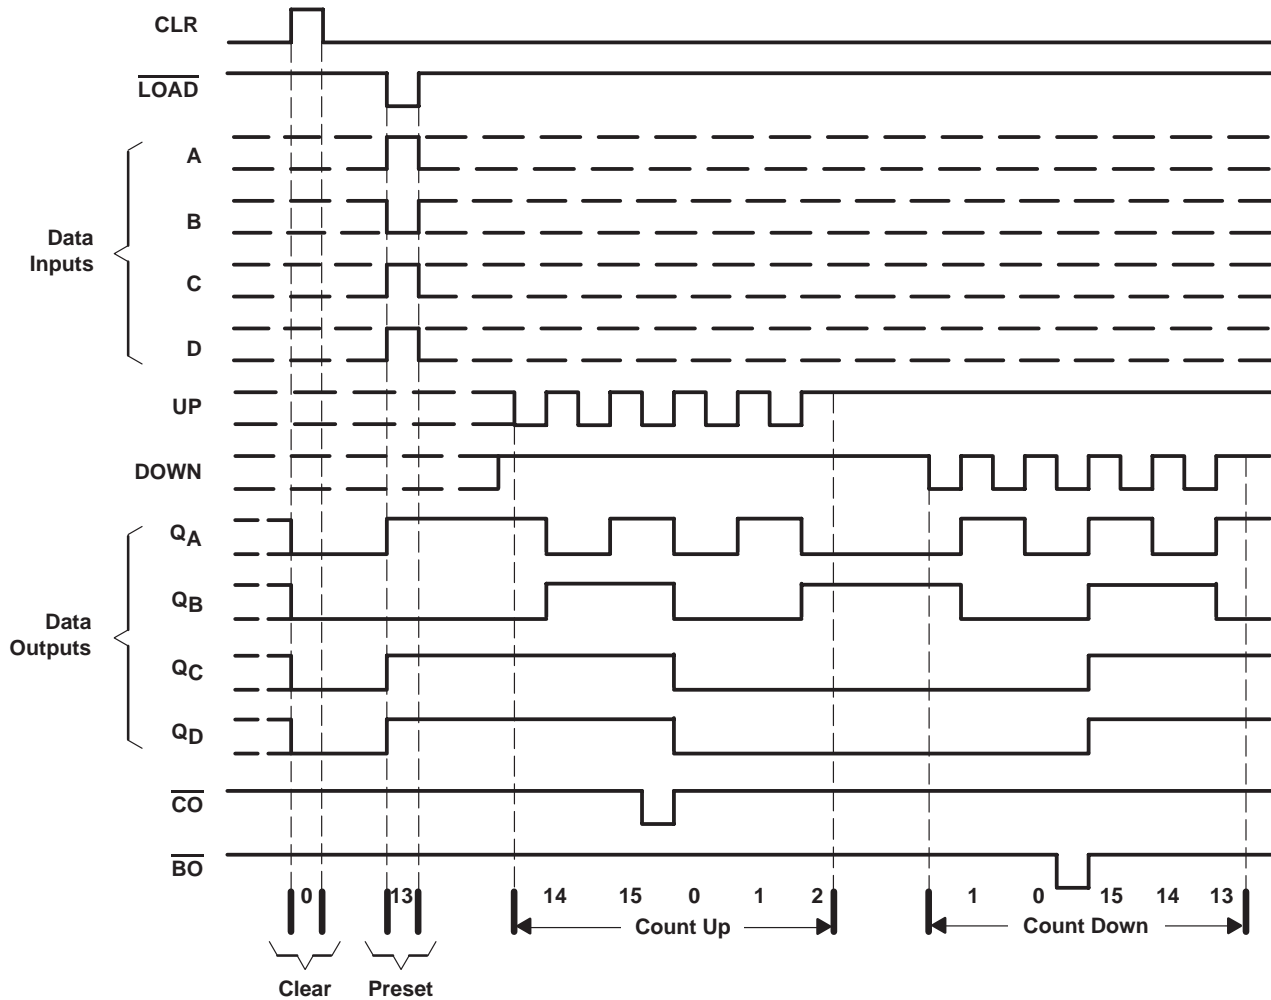 CLR
LOAD
A
B
Data
Inputs
C
D
UP
DOWN
QA
QB
Data
Outputs
QC
QD
CO
BO
0 13 14 15 0 1 2 1 0 15 14 13
Count Up Count Down
Clear Preset